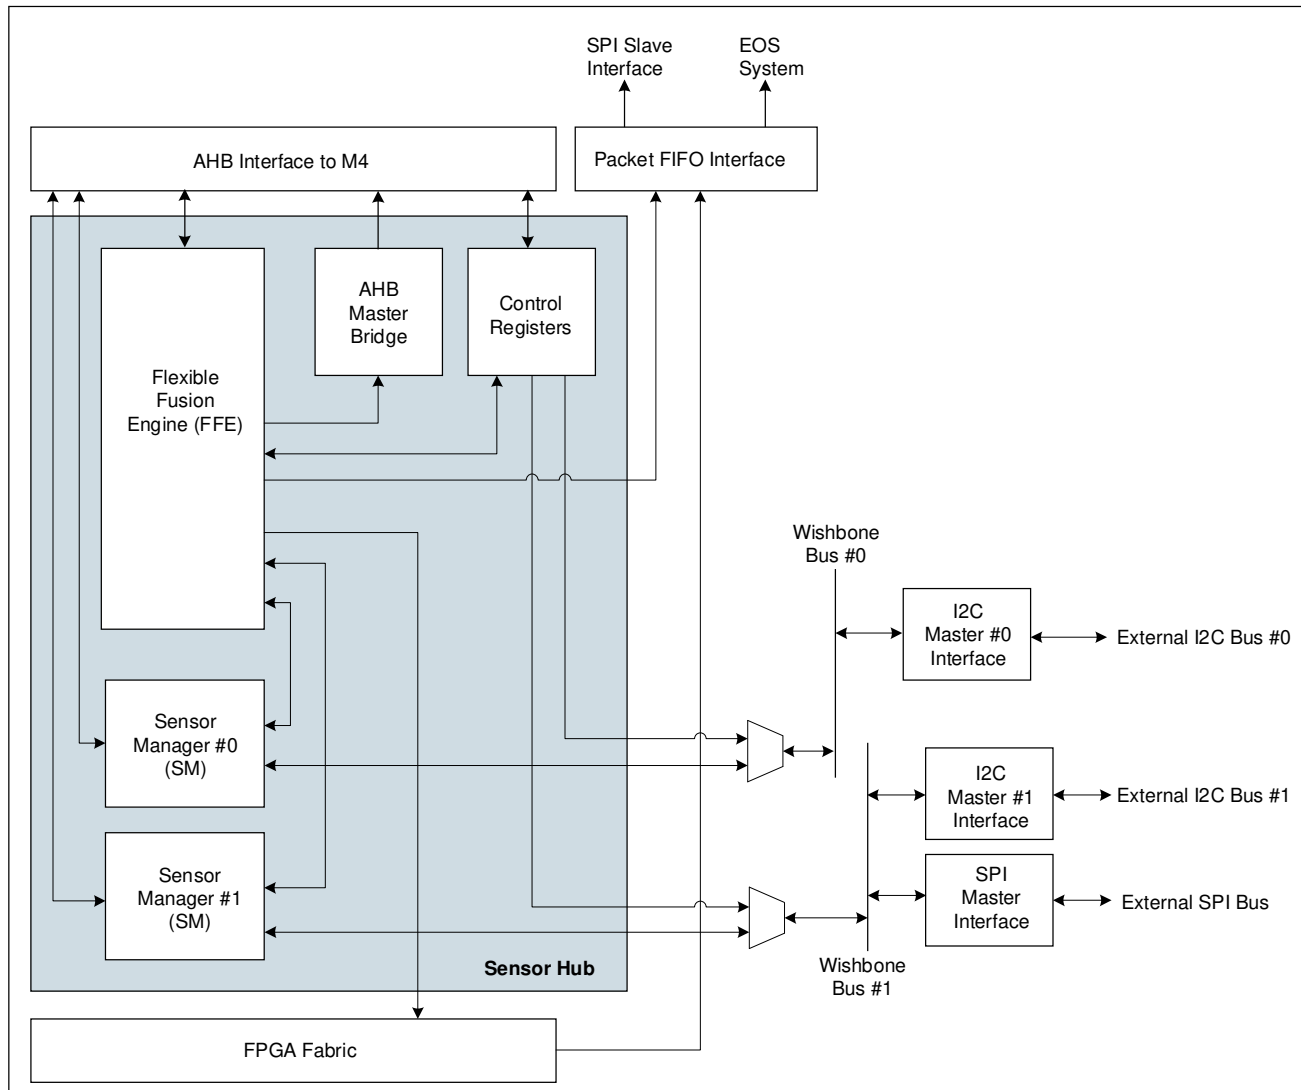 SPI Slave
Interface
EOS
System
AHB Interface to M4
Packet FIFO Interface
AHB
Master
Bridge
Control
Registers
Flexible
Fusion
Engine (FFE)
Wishbone
Bus #0
I2C
Master #0
Interface
External I2C Bus #0
Sensor
Manager #0
(SM)
I2C
Master #1
Interface
External I2C Bus #1
Sensor
Manager #1
(SM)
SPI
Master
Interface
External SPI Bus
Sensor Hub
Wishbone
Bus #1
FPGA Fabric